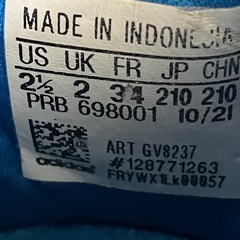 MADE IN INDONESIA
US UK FR JP CHN
2½ 2 34 210 210
PRB 698001 10/21
ART GV8237
#128771263
adidas FRYWX1Lk00057